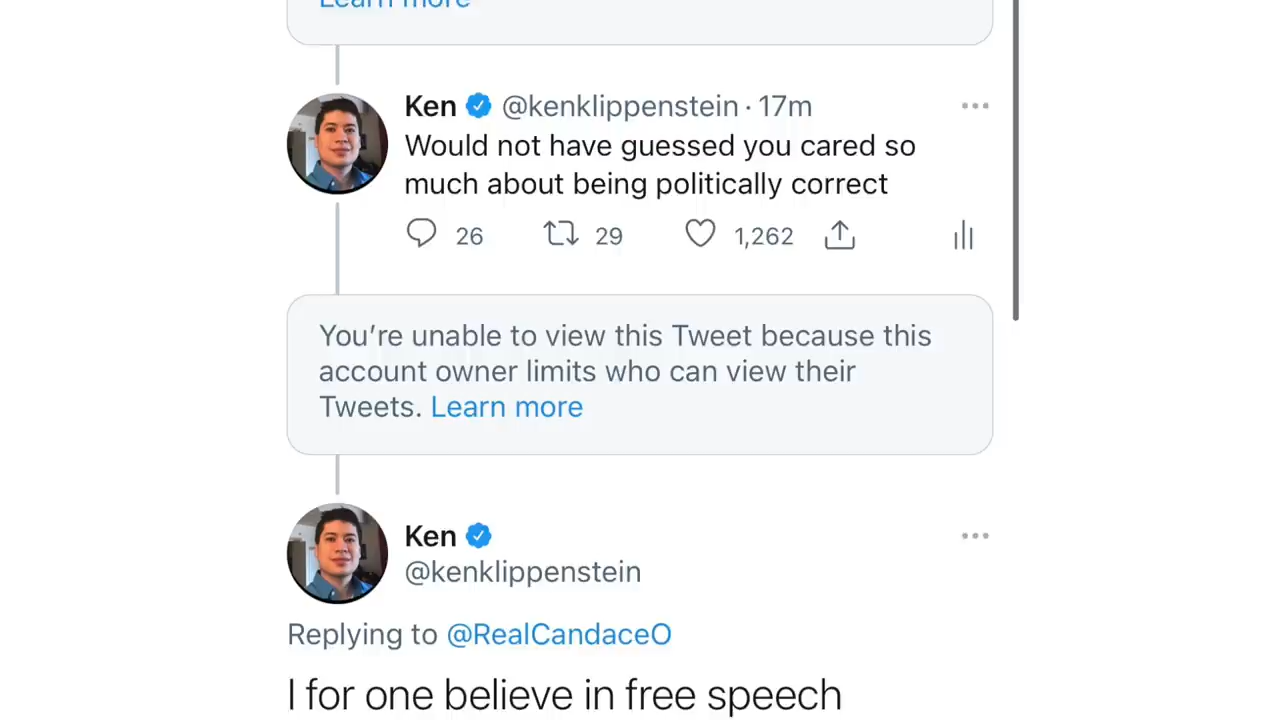 Learn more
Ken @kenklippenstein · 17m
Would not have guessed you cared so
much about being politically correct
26 29 1,262
You’re unable to view this Tweet because this
account owner limits who can view their
Tweets. Learn more
Ken
@kenklippenstein
Replying to @RealCandaceO
I for one believe in free speech